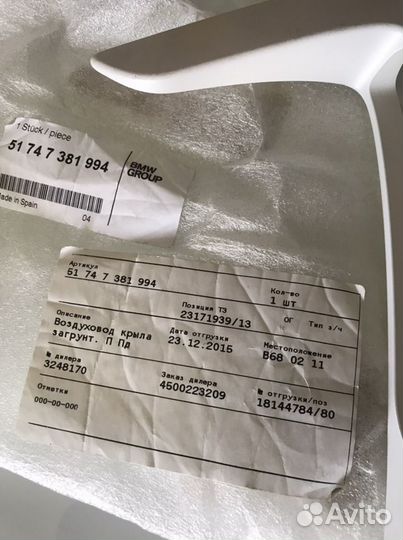 1 Stück / piece
51 74 7 381 994
BMW
GROUP
Made in Spain
04
Артикул
51 74 7 381 994
Кол-во
1 шт
Позиция ТЗ
23171939/13
ОГ Тип з/ч
Описание
Воздуховод крыла
загрунт. П ПД
Дата отгрузки
23.12.2015
Местоположение
B68 02 11
№ дилера
3248170
Заказ дилера
4500223209
№ отгрузки/поз
18144784/80
Отметки
000-00-000
Avito